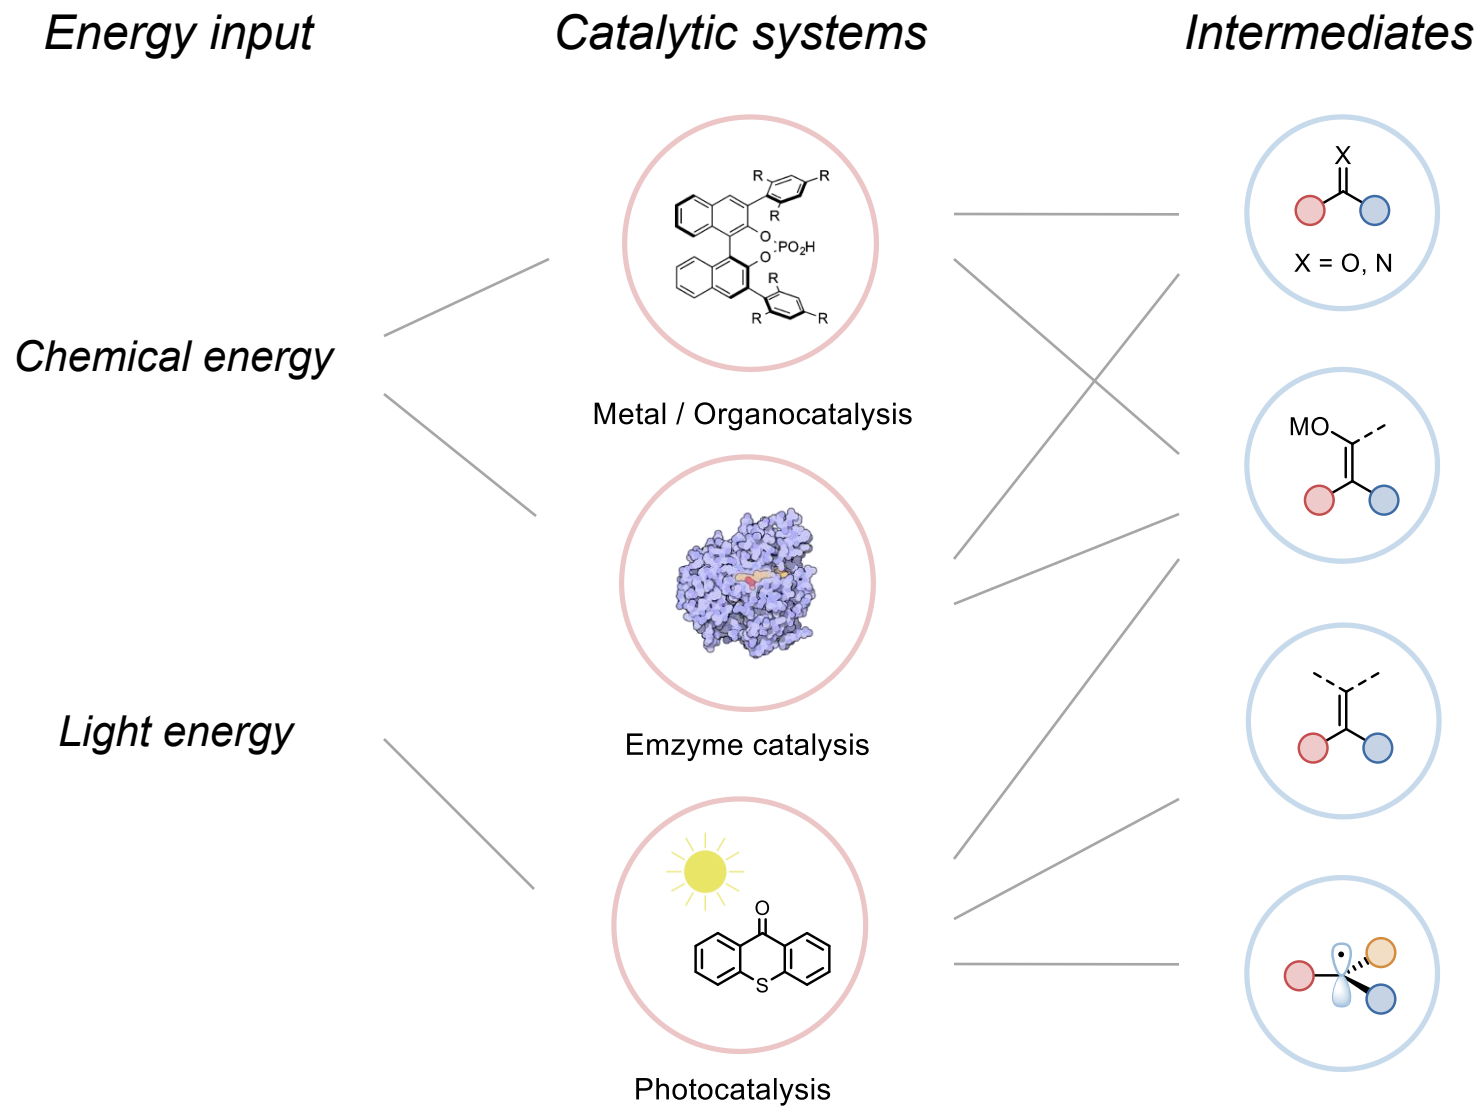 Energy input
Catalytic systems
Intermediates
Chemical energy
Light energy
R
R
R
O
O
PO₂H
R
R
R
Metal / Organocatalysis
Emzyme catalysis
O
S
Photocatalysis
X
X = O, N
MO